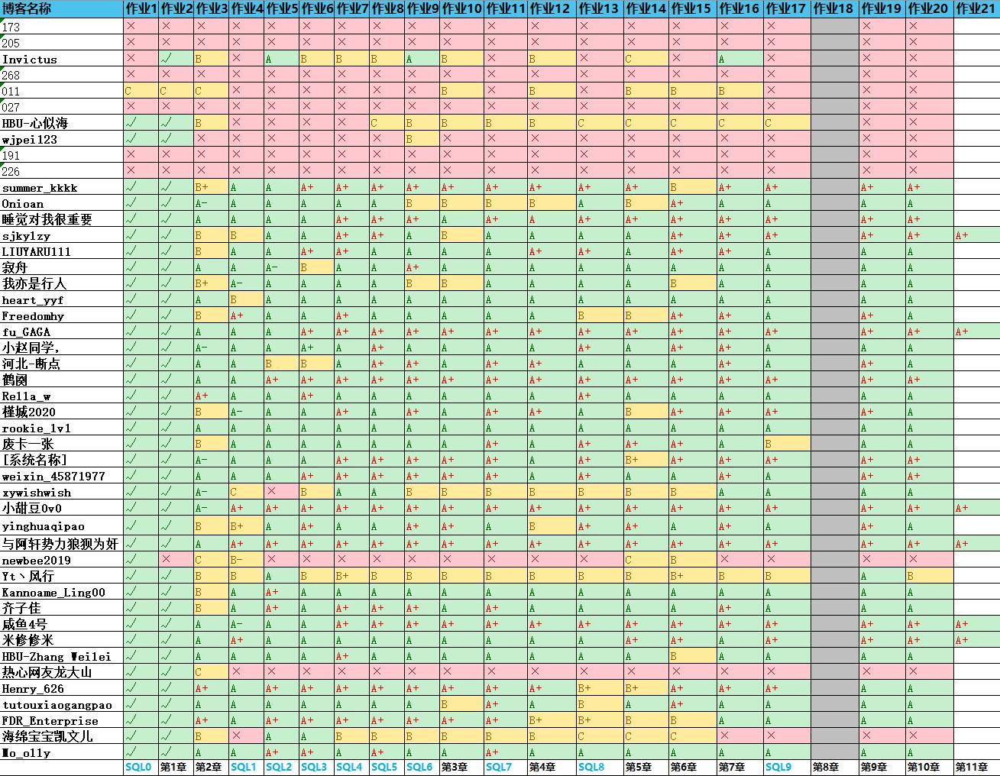 博客名称 作业1 作业2 作业3 作业4 作业5 作业6 作业7 作业8 作业9 作业10 作业11 作业12 作业13 作业14 作业15 作业16 作业17 作业18 作业19 作业20 作业21
173 × × × × × × × × × × × × × × × × × × ×
205 × × × × × × × × × × × × × × × × × × ×
Invictus × √ B × A B B B A B × B × C × A × × ×
268 × × × × × × × × × × × × × × × × × × ×
011 C C C × × × × × × B × B × B B B × × ×
027 × × × × × × × × × × × × × × × × × × ×
HBU-心似海 √ √ B × × × × C B B B B C C C C C × ×
wjpei123 √ √ × × × × × × B × × × × × × × × × ×
191 × × × × × × × × × × × × × × × × × × ×
226 × × × × × × × × × × × × × × × × × × ×
summer_kkkk √ √ B+ A A A+ A+ A+ A+ A+ A+ A+ A+ A+ B A+ A+ A+ A+
Onioan √ √ A- A A A A A B B B B A B A+ A A A A
睡觉对我很重要 √ √ A A A A A+ A+ A+ A A+ A+ A+ A+ A+ A+ A+ A+ A+
sjkylzy √ √ B B A A A+ A+ A B A A A A A+ A+ A+ A+ A+ A+
LIUYARU111 √ √ B A A A+ A+ A A A A A+ A+ A A+ A+ A A A
寂舟 √ √ A A A- B A A A+ A A A A A A A A A A
我亦是行人 √ √ B+ A- A A A A B B A A A A B A A A A
heart_yyf √ √ A B A A A A A A A A A A A A A A A
Freedomhy √ √ B A+ A A A+ A A A A A B B A+ A+ A A+ A
fu_GAGA √ √ A A A A+ A+ A+ A+ A+ A+ A+ A+ A+ A+ A+ A+ A+ A+ A+
小赵同学, √ √ A- A A A+ A A+ A A A A A+ A A+ A+ A A A
河北-断点 √ √ A A B B A A+ A+ A A+ A+ A A A A+ A A+ A
鹤阕 √ √ A A A+ A+ A+ A+ A+ A+ A+ A+ A+ A+ A+ A+ A+ A+ A+
Rella_w √ √ A+ A A A+ A A A A A A A+ A A A A A A
槿城2020 √ √ B A- A A A+ A A+ A A+ A+ A B A+ A+ A+ A+ A+
rookie_lv1 √ √ A A A A A A A A A A A A A A A A A
废卡一张 √ √ B A A A A A A A A+ A A+ A+ A+ A B A A
[系统名称] √ √ A- A A A A+ A+ A+ A+ A+ A A+ B+ A+ A+ A+ A+ A+
weixin_45871977 √ √ A A A A+ A+ A+ A+ A+ A+ A A+ A A A+ A A+ A+
xywishwish √ √ A- C × B A A B B B B B B B A A A A
小甜豆0v0 √ √ A- A+ A+ A+ A+ A+ A+ A+ A+ A+ A+ A+ A+ A+ A+ A+ A+ A+
yinghuaqipao √ √ B B+ A A+ A A+ A+ A+ A B A+ A+ A A+ A A+ A
与阿轩势力狼狈为奸 √ √ A A+ A+ A+ A+ A+ A+ A+ A+ A+ A+ A+ A+ A+ A+ A+ A+ A+
newbee2019 √ × C B- × × × × × × × × × C B × × × ×
Yt丶风行 √ √ B B A B B+ B B B B B B B B+ B B A B
Kannoame_Ling00 √ √ B A A+ A A A A A A A A A A A A A A
齐子佳 √ √ B A A+ A A+ A+ A+ A A+ A A A A A+ A A A
咸鱼4号 √ √ A A- A A A+ A+ A+ A+ A+ A+ A+ A+ A+ A+ A+ A+ A+ A+
米修修米 √ √ A A+ A A A A A A A A A A+ A+ A A+ A+ A+ A+
HBU-Zhang Weilei √ √ A A A A A+ A A A A A A A B A A A A
热心网友龙大山 √ √ C × × × × × × × × × × × × × × × ×
Henry_626 √ √ A+ A A+ A+ A+ A+ A+ A+ A+ A+ B+ B+ A+ A+ A+ A A
tutouxiaogangpao √ √ A A A A A A A B A+ A B A A+ A A A A
FDR_Enterprise √ √ A+ A A+ A+ A+ A+ A+ A+ A+ B+ B+ B B A A A A
海绵宝宝凯文儿 √ √ B × A A B B B B B B C C C × × × ×
Mo_olly √ √ A A A+ A+ A A+ A A A+ A A A A A A A A
SQL0 第1章 第2章 SQL1 SQL2 SQL3 SQL4 SQL5 SQL6 第3章 SQL7 第4章 SQL8 第5章 第6章 第7章 SQL9 第8章 第9章 第10章 第11章